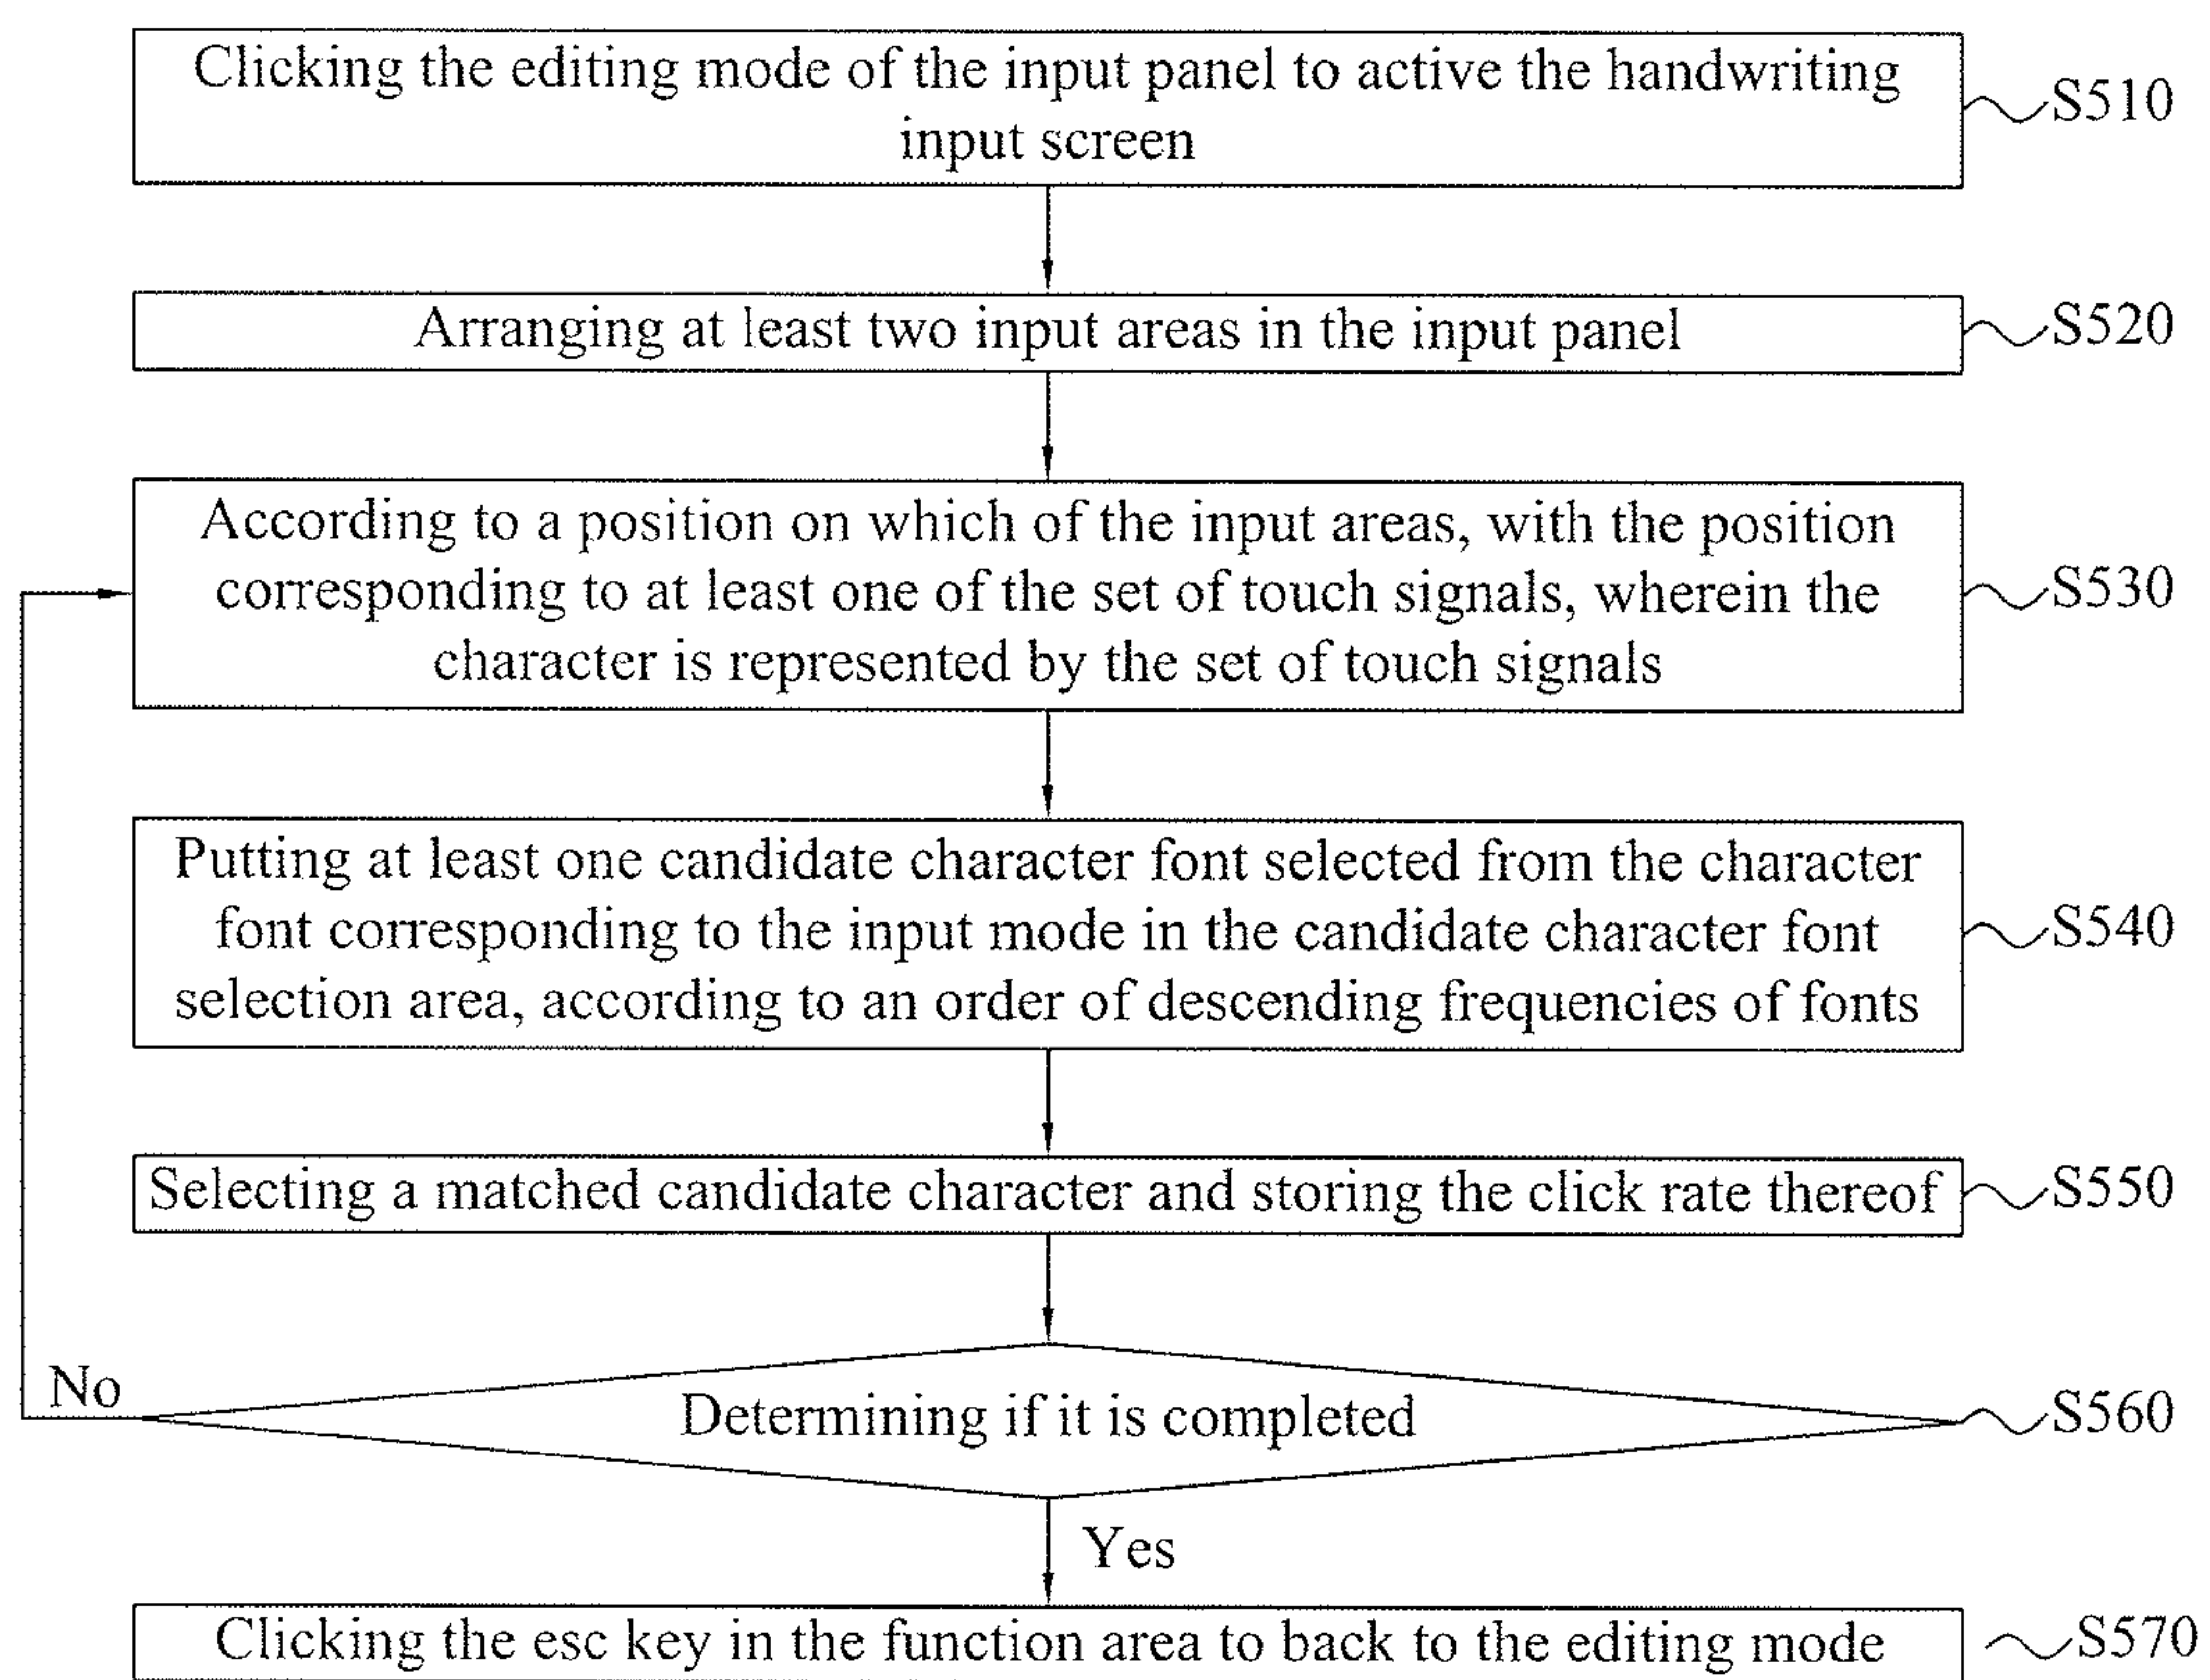 Clicking the editing mode of the input panel to active the handwriting
input screen
S510
Arranging at least two input areas in the input panel
S520
According to a position on which of the input areas, with the position
corresponding to at least one of the set of touch signals, wherein the
character is represented by the set of touch signals
S530
Putting at least one candidate character font selected from the character
font corresponding to the input mode in the candidate character font
selection area, according to an order of descending frequencies of fonts
S540
Selecting a matched candidate character and storing the click rate thereof
S550
No
Determining if it is completed
S560
Yes
Clicking the esc key in the function area to back to the editing mode
S570